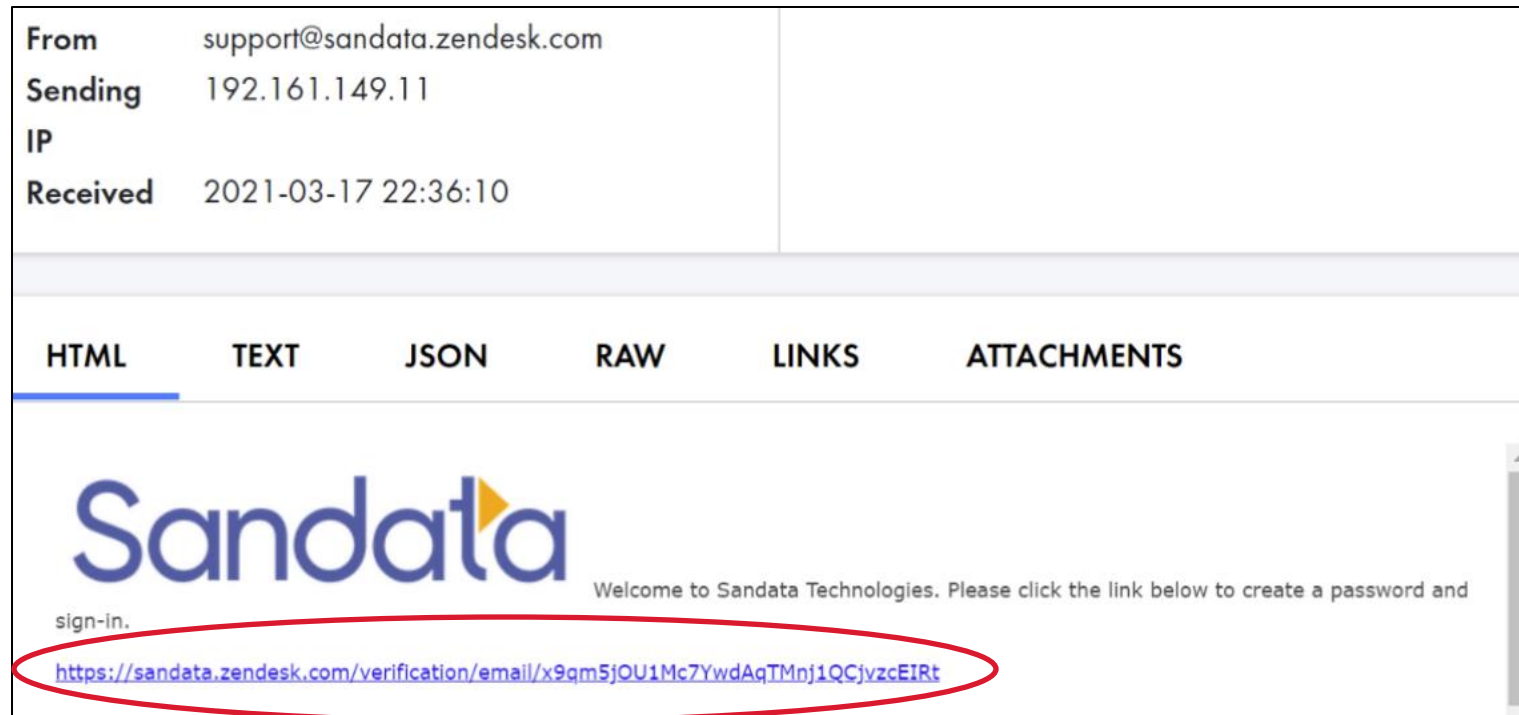 From support@sandata.zendesk.com
Sending 192.161.149.11
IP
Received 2021-03-17 22:36:10
HTML TEXT JSON RAW LINKS ATTACHMENTS
Sandata Welcome to Sandata Technologies. Please click the link below to create a password and
sign-in.
https://sandata.zendesk.com/verification/email/x9qm5jOU1Mc7YwdAqTMnj1QCjvzcEIRt